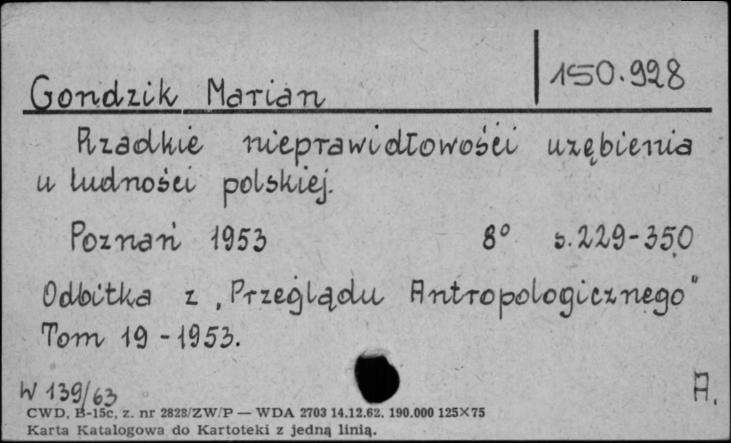 Gondzik Marian 150.928
Rzadkie nieprawidłowości uzębienia
u ludności polskiej.
Poznań 1953 8° s.229-350
Odbitka z „Przeglądu Antropologicznego"
Tom 19 - 1953.
W 139/63 A.
CWD, B-15c, z. nr 2828/ZW/P — WDA 2703 14.12.62. 190.000 125×75
Karta Katalogowa do Kartoteki z jedną linią.